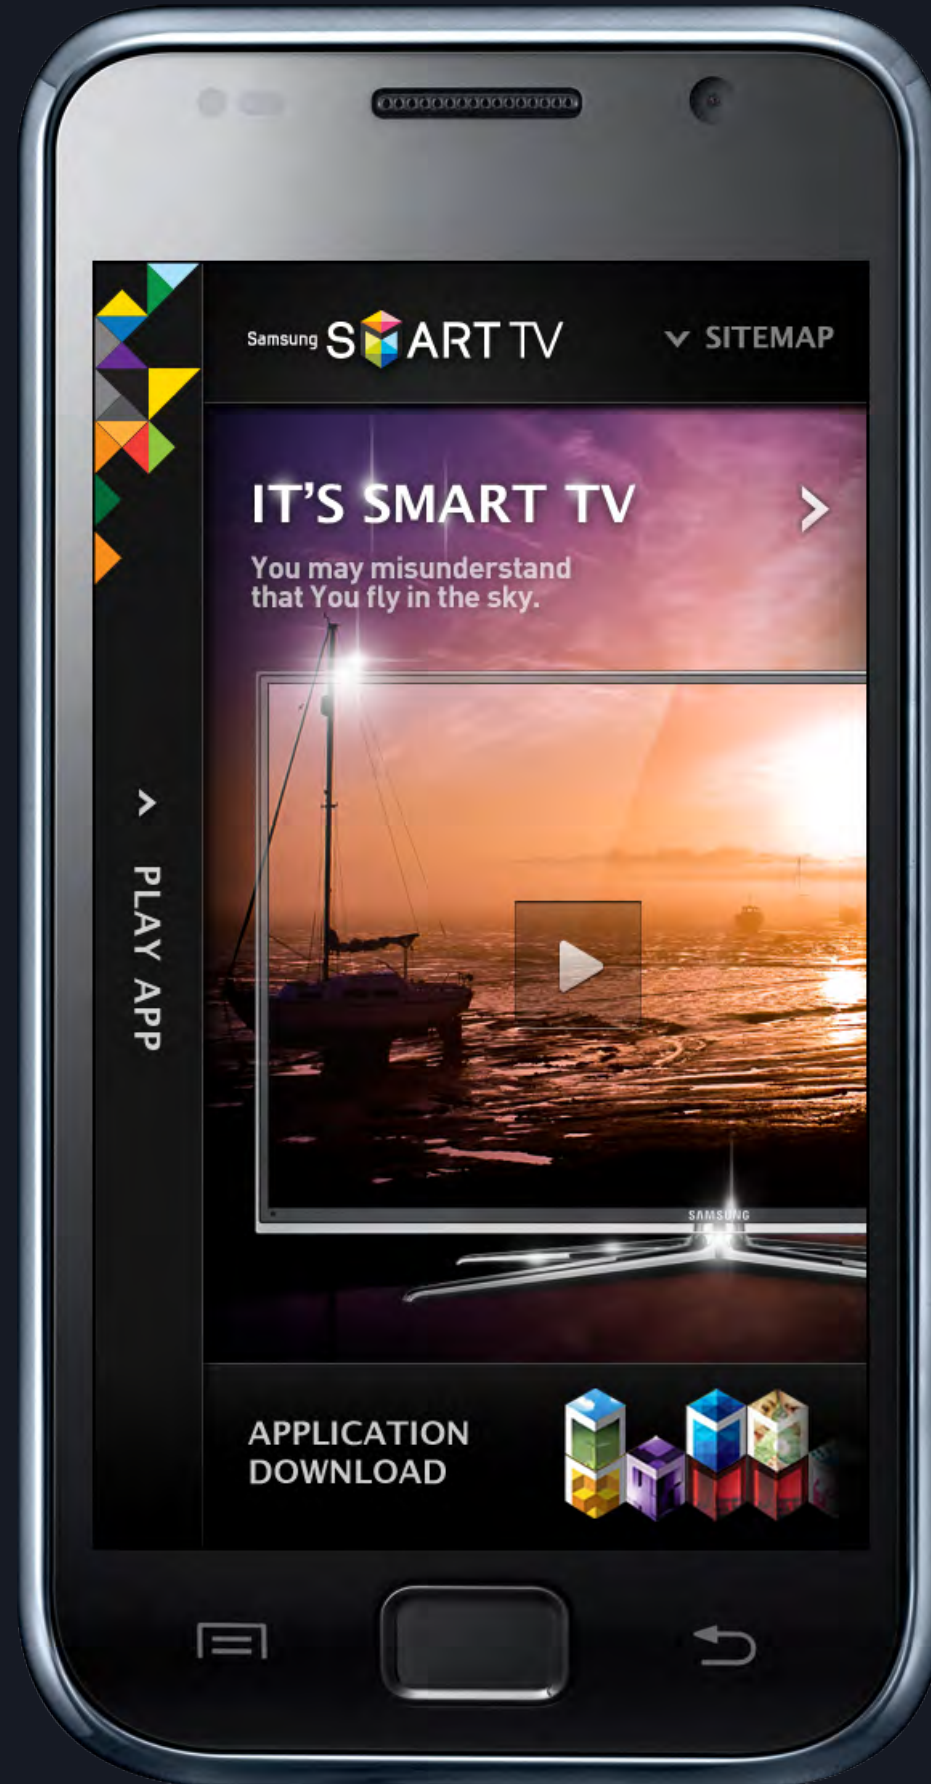 Samsung SMART TV
SITEMAP
IT'S SMART TV
You may misunderstand
that You fly in the sky.
PLAY APP
SAMSUNG
APPLICATION
DOWNLOAD